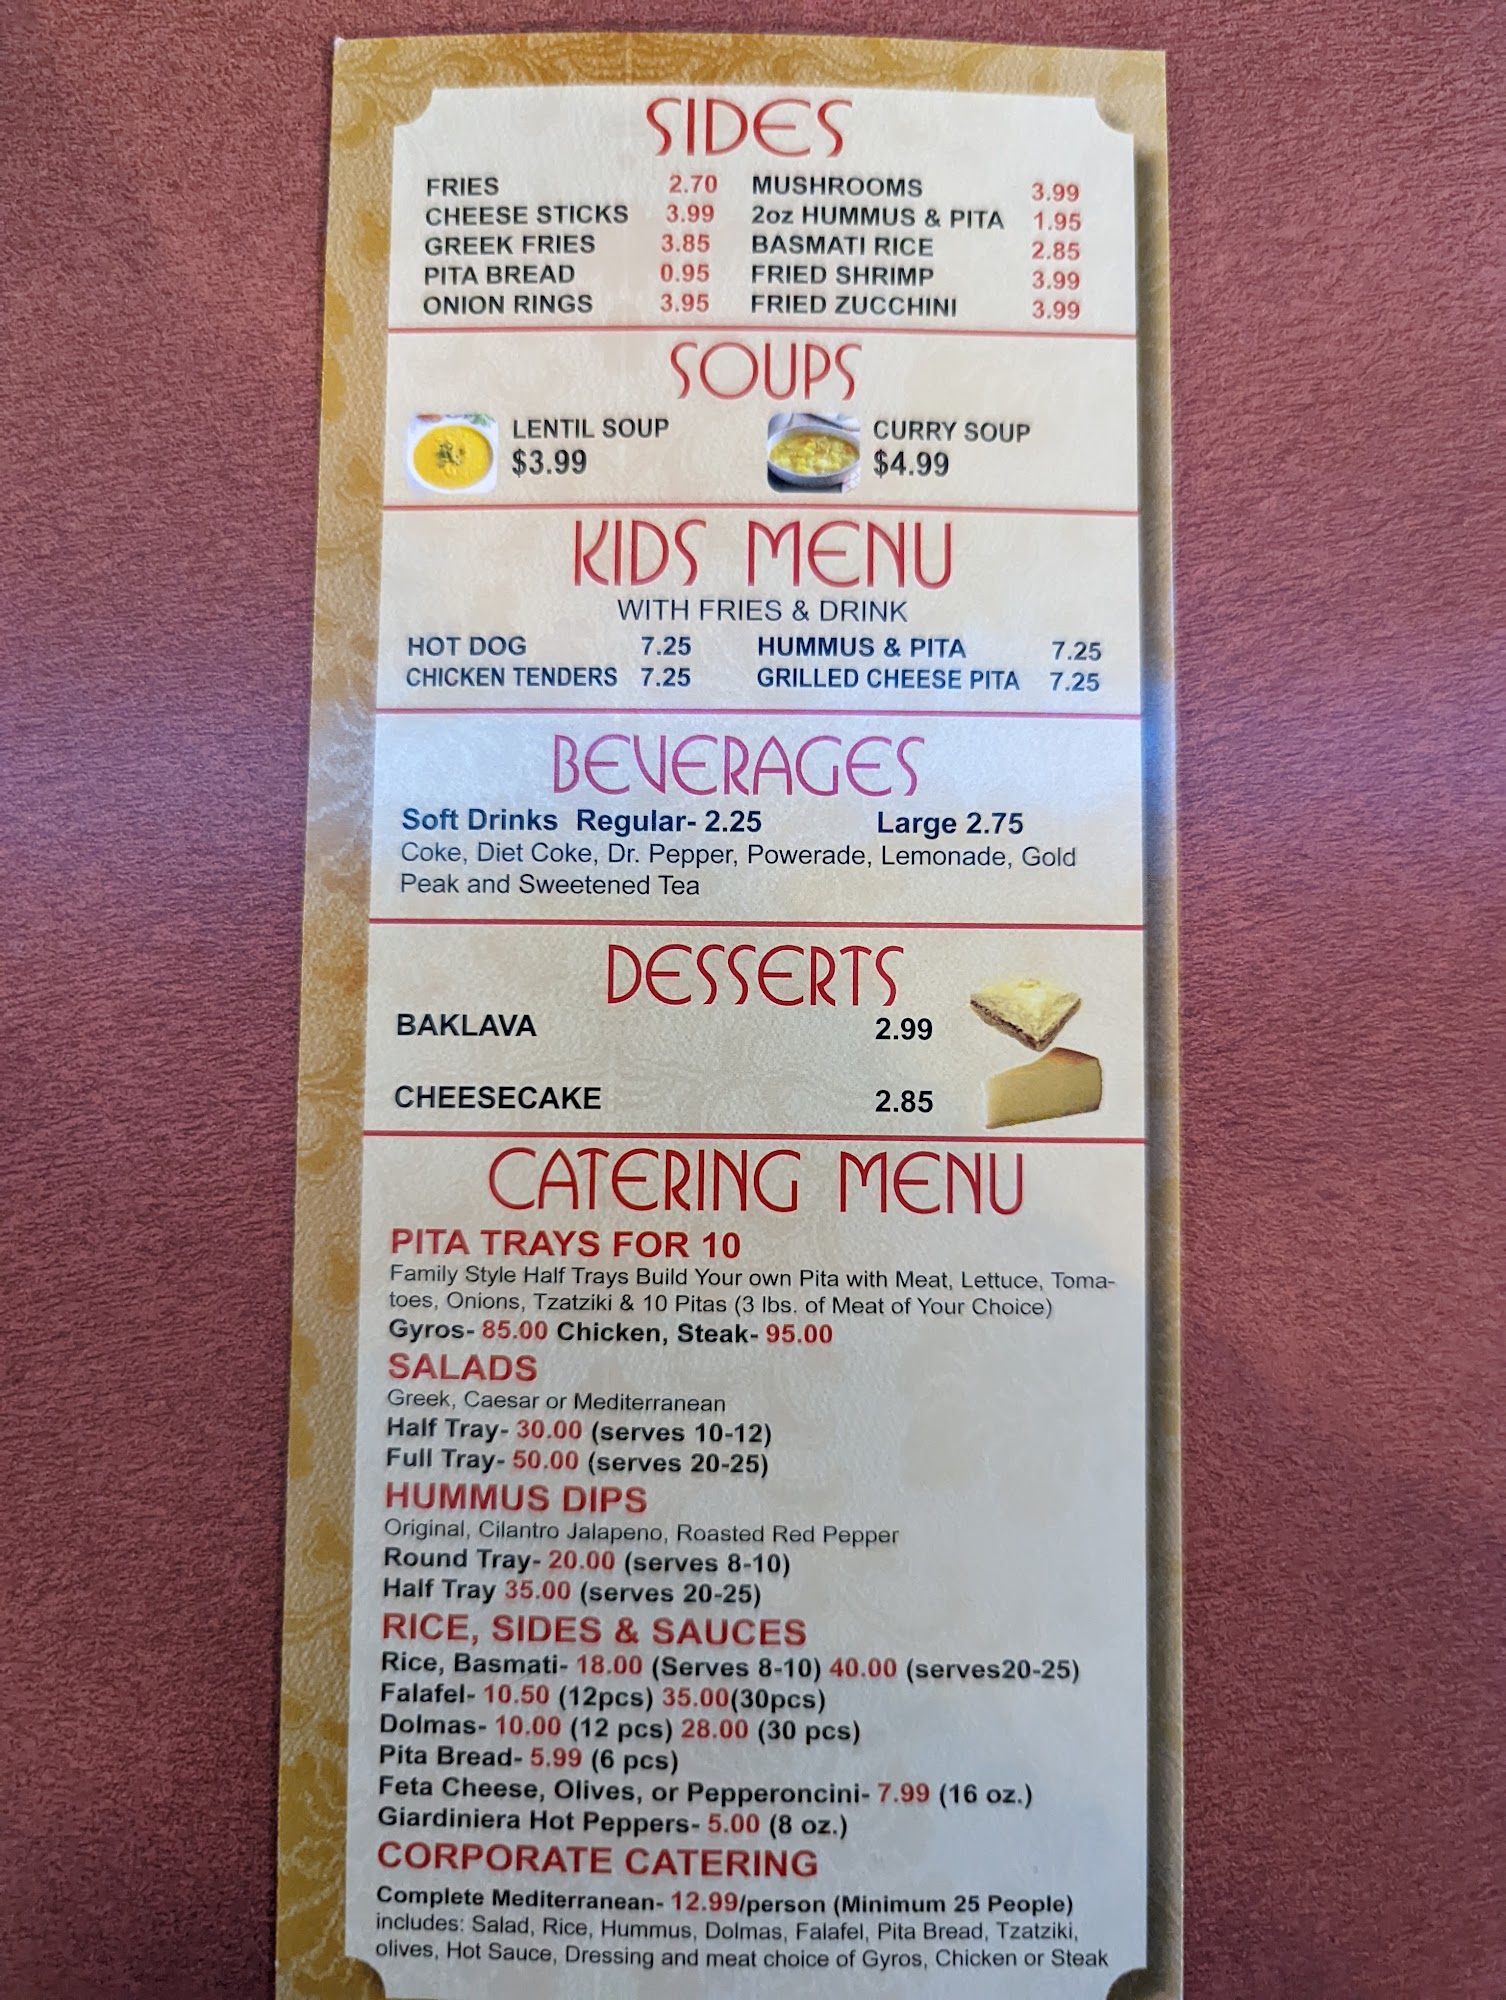 SIDES
FRIES 2.70 MUSHROOMS 3.99
CHEESE STICKS 3.99 2oz HUMMUS & PITA 1.95
GREEK FRIES 3.85 BASMATI RICE 2.85
PITA BREAD 0.95 FRIED SHRIMP 3.99
ONION RINGS 3.95 FRIED ZUCCHINI 3.99
SOUPS
LENTIL SOUP CURRY SOUP
$3.99 $4.99
KIDS MENU
WITH FRIES & DRINK
HOT DOG 7.25 HUMMUS & PITA 7.25
CHICKEN TENDERS 7.25 GRILLED CHEESE PITA 7.25
BEVERAGES
Soft Drinks Regular- 2.25 Large 2.75
Coke, Diet Coke, Dr. Pepper, Powerade, Lemonade, Gold
Peak and Sweetened Tea
DESSERTS
BAKLAVA 2.99
CHEESECAKE 2.85
CATERING MENU
PITA TRAYS FOR 10
Family Style Half Trays Build Your own Pita with Meat, Lettuce, Toma-
toes, Onions, Tzatziki & 10 Pitas (3 lbs. of Meat of Your Choice)
Gyros- 85.00 Chicken, Steak- 95.00
SALADS
Greek, Caesar or Mediterranean
Half Tray- 30.00 (serves 10-12)
Full Tray- 50.00 (serves 20-25)
HUMMUS DIPS
Original, Cilantro Jalapeno, Roasted Red Pepper
Round Tray- 20.00 (serves 8-10)
Half Tray 35.00 (serves 20-25)
RICE, SIDES & SAUCES
Rice, Basmati- 18.00 (Serves 8-10) 40.00 (serves20-25)
Falafel- 10.50 (12pcs) 35.00(30pcs)
Dolmas- 10.00 (12 pcs) 28.00 (30 pcs)
Pita Bread- 5.99 (6 pcs)
Feta Cheese, Olives, or Pepperoncini- 7.99 (16 oz.)
Giardiniera Hot Peppers- 5.00 (8 oz.)
CORPORATE CATERING
Complete Mediterranean- 12.99/person (Minimum 25 People)
includes: Salad, Rice, Hummus, Dolmas, Falafel, Pita Bread, Tzatziki,
olives, Hot Sauce, Dressing and meat choice of Gyros, Chicken or Steak